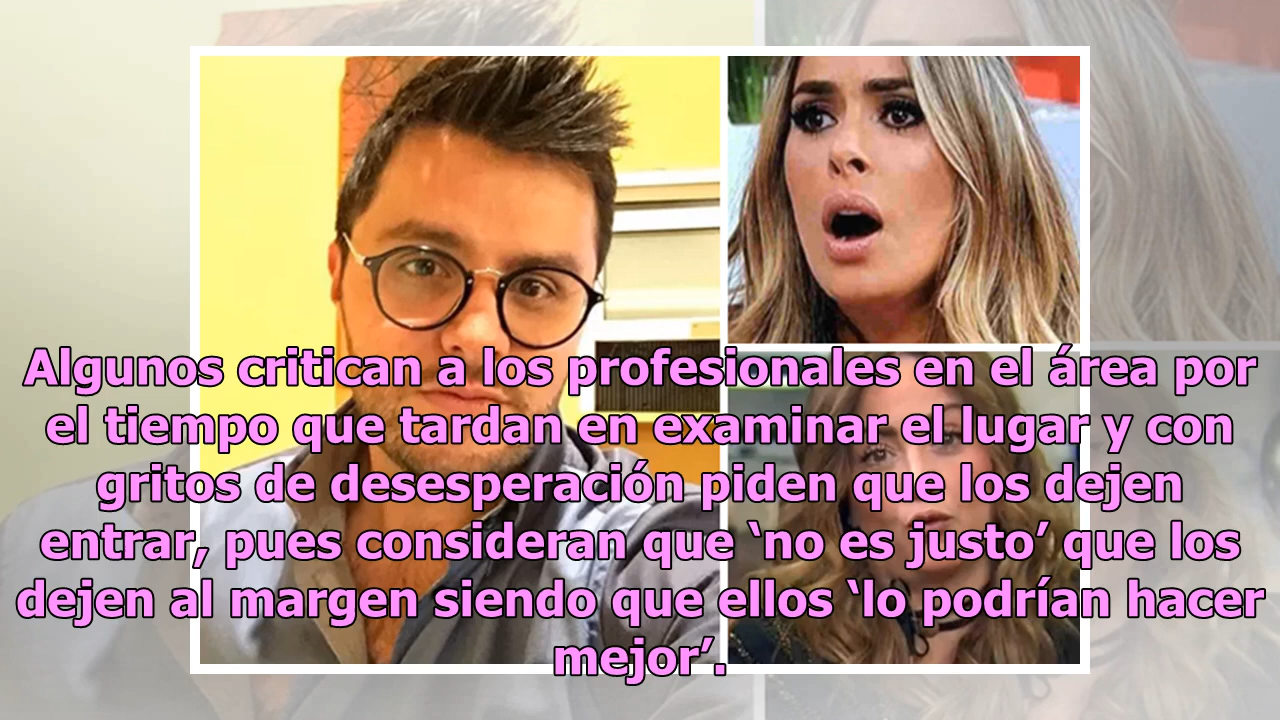 Algunos critican a los profesionales en el área por
el tiempo que tardan en examinar el lugar y con
gritos de desesperación piden que los dejen
entrar, pues consideran que ‘no es justo’ que los
dejen al margen siendo que ellos ‘lo podrían hacer
mejor’.